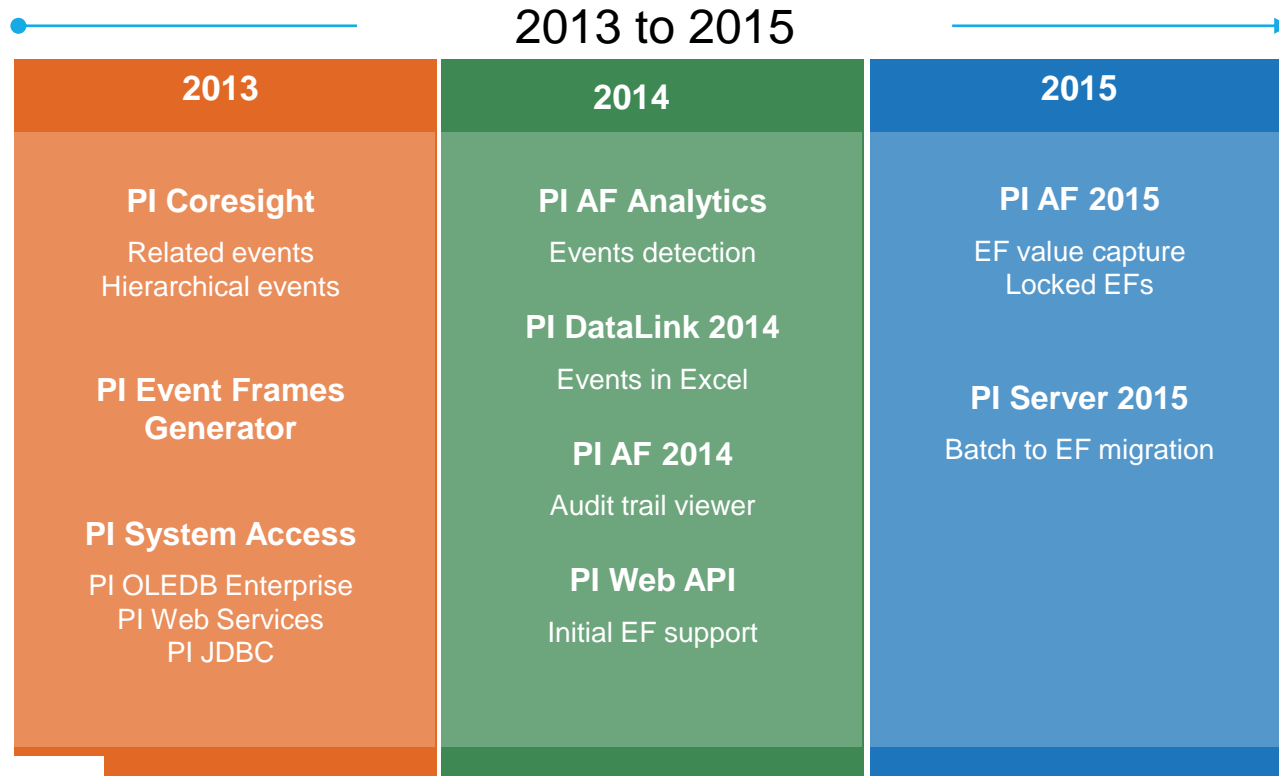 2013 to 2015
2013
PI Coresight
Related events
Hierarchical events
PI Event Frames
Generator
PI System Access
PI OLEDB Enterprise
PI Web Services
PI JDBC
2014
PI AF Analytics
Events detection
PI DataLink 2014
Events in Excel
PI AF 2014
Audit trail viewer
PI Web API
Initial EF support
2015
PI AF 2015
EF value capture
Locked EFs
PI Server 2015
Batch to EF migration